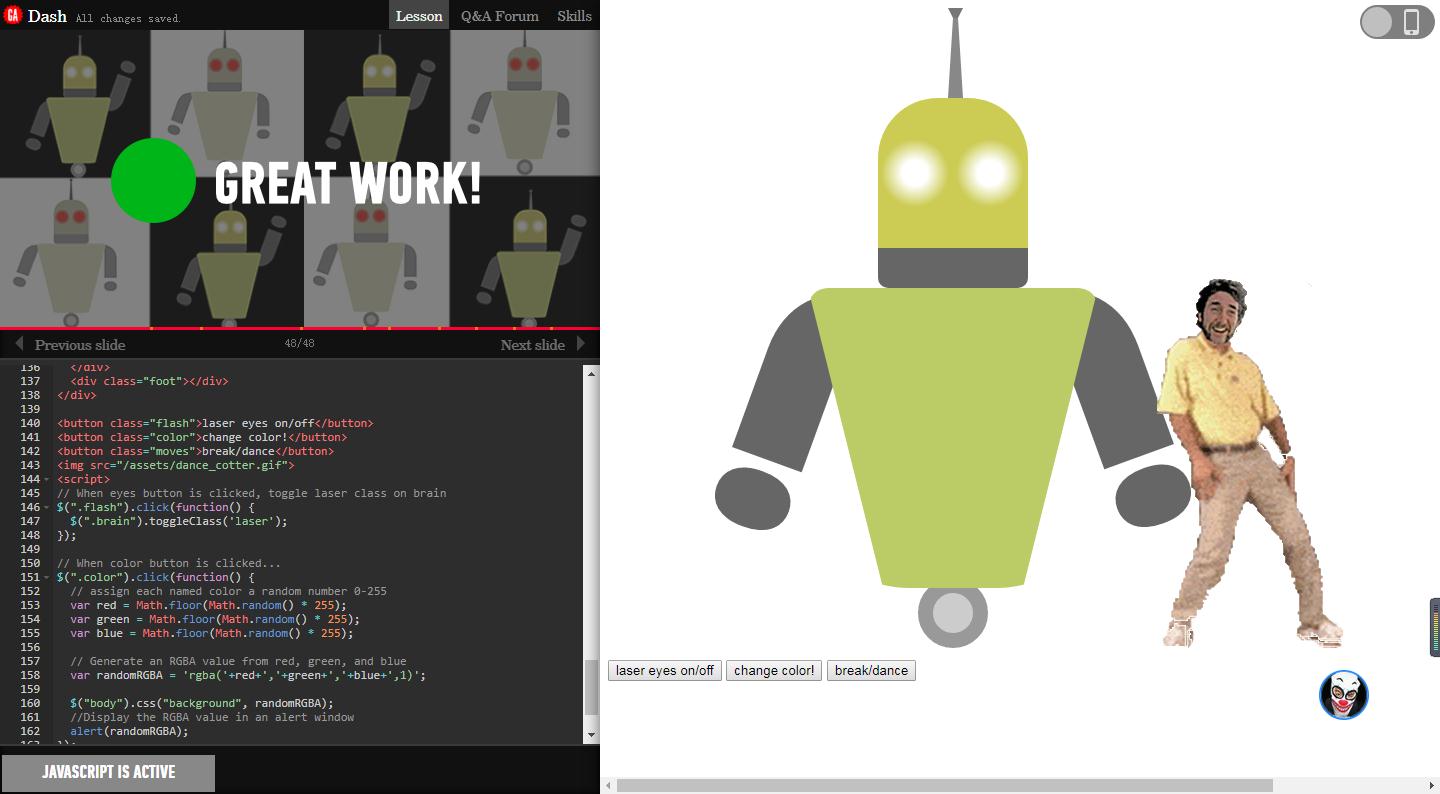 GA Dash All changes saved. Lesson Q&A Forum Skills
GREAT WORK!
Previous slide 48/48 Next slide
136   </div>
137   <div class="foot"></div>
138 </div>
139
140 <button class="flash">laser eyes on/off</button>
141 <button class="color">change color!</button>
142 <button class="moves">break/dance</button>
143 <img src="/assets/dance_cotter.gif">
144 <script>
145 // When eyes button is clicked, toggle laser class on brain
146 $(".flash").click(function() {
147   $(".brain").toggleClass('laser');
148 });
149
150 // When color button is clicked...
151 $(".color").click(function() {
152   // assign each named color a random number 0-255
153   var red = Math.floor(Math.random() * 255);
154   var green = Math.floor(Math.random() * 255);
155   var blue = Math.floor(Math.random() * 255);
156
157   // Generate an RGBA value from red, green, and blue
158   var randomRGBA = 'rgba('+red+','+green+','+blue+',1)';
159
160   $("body").css("background", randomRGBA);
161   //Display the RGBA value in an alert window
162   alert(randomRGBA);
163 });
JAVASCRIPT IS ACTIVE
laser eyes on/off change color! break/dance